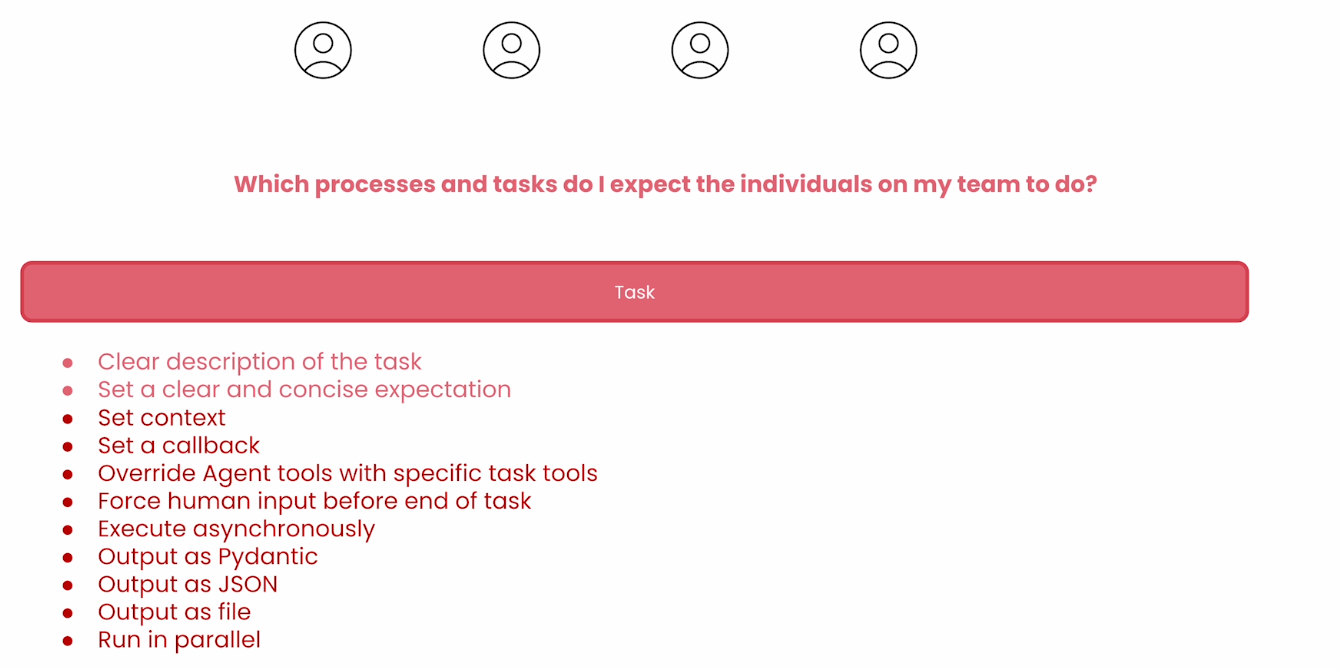 Which processes and tasks do I expect the individuals on my team to do?
Task
● Clear description of the task
● Set a clear and concise expectation
● Set context
● Set a callback
● Override Agent tools with specific task tools
● Force human input before end of task
● Execute asynchronously
● Output as Pydantic
● Output as JSON
● Output as file
● Run in parallel